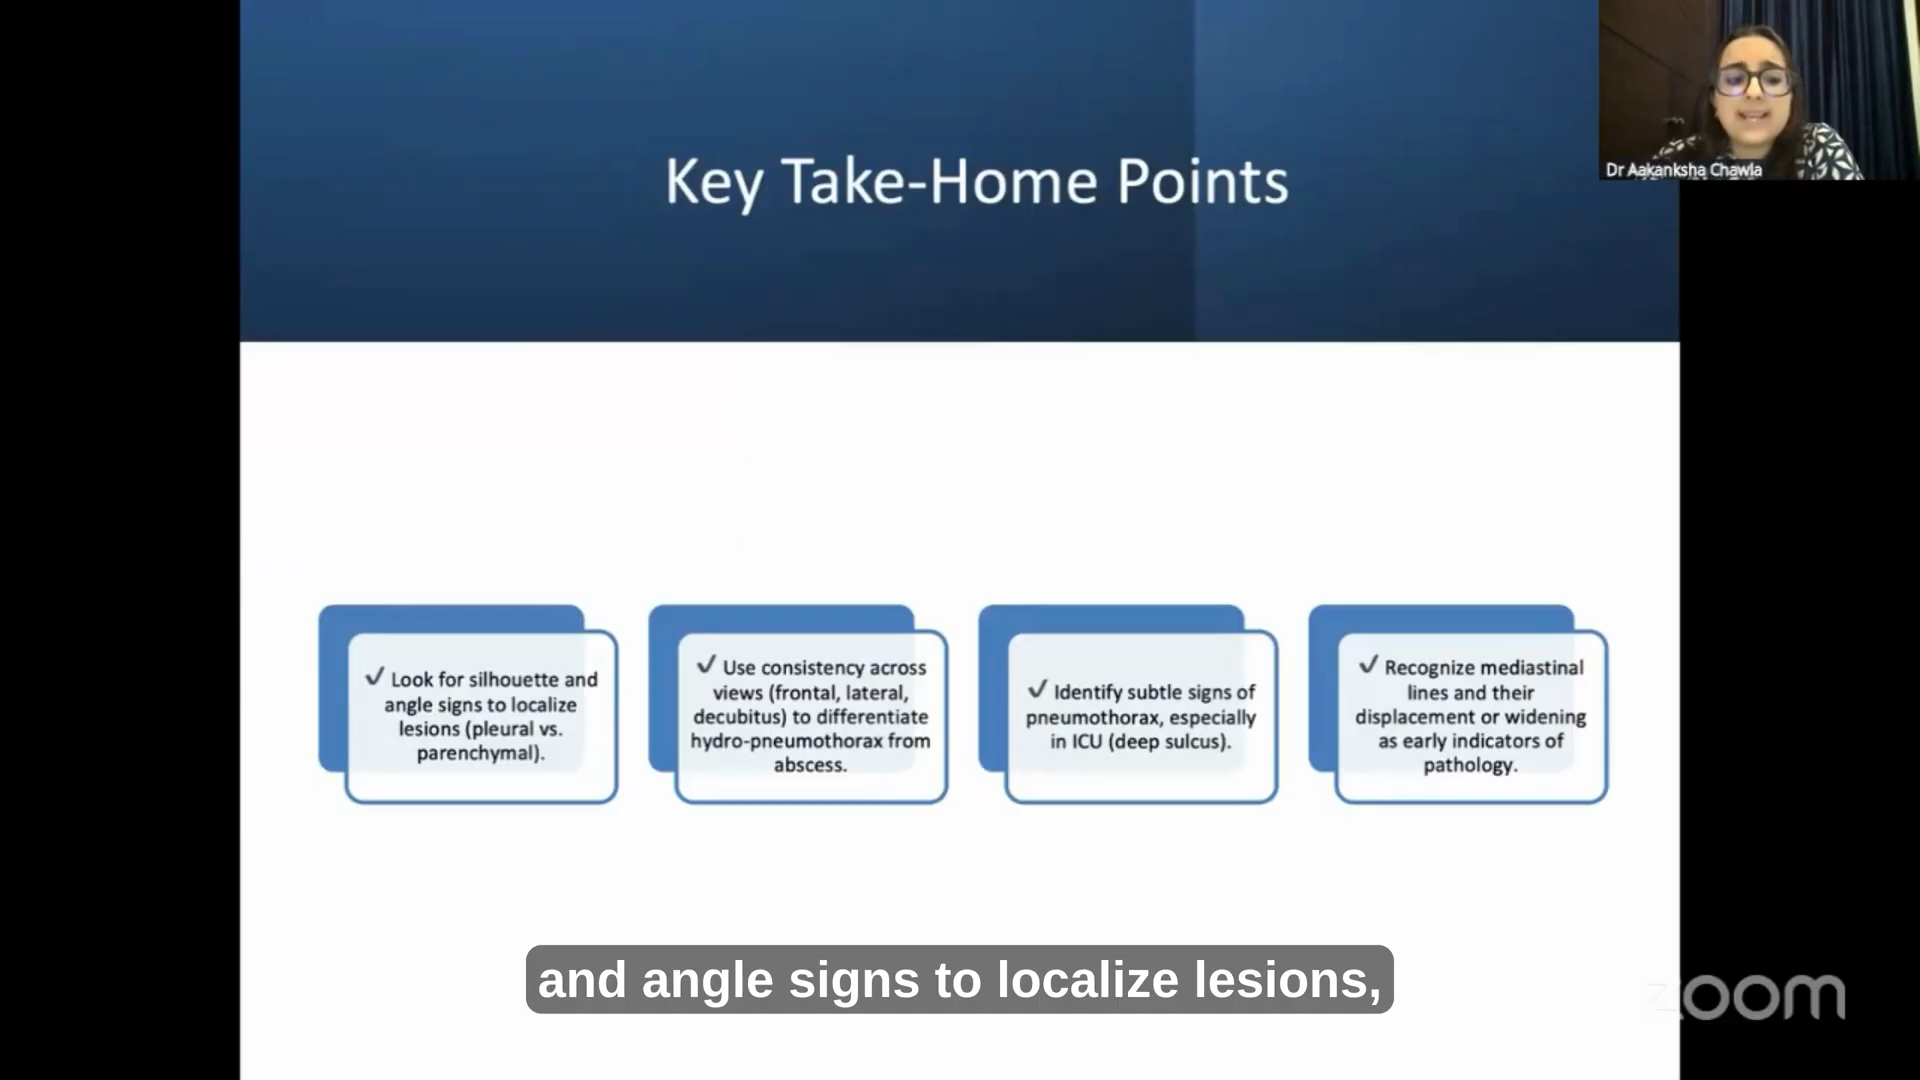 Key Take-Home Points
Dr Aakanksha Chawla
✓ Look for silhouette and
angle signs to localize
lesions (pleural vs.
parenchymal).
✓ Use consistency across
views (frontal, lateral,
decubitus) to differentiate
hydro-pneumothorax from
abscess.
✓ Identify subtle signs of
pneumothorax, especially
in ICU (deep sulcus).
✓ Recognize mediastinal
lines and their
displacement or widening
as early indicators of
pathology.
and angle signs to localize lesions,
zoom